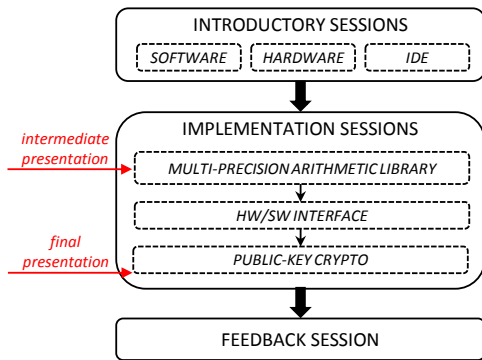 INTRODUCTORY SESSIONS
SOFTWARE HARDWARE IDE
IMPLEMENTATION SESSIONS
intermediate
presentation
MULTI-PRECISION ARITHMETIC LIBRARY
HW/SW INTERFACE
final
presentation
PUBLIC-KEY CRYPTO
FEEDBACK SESSION